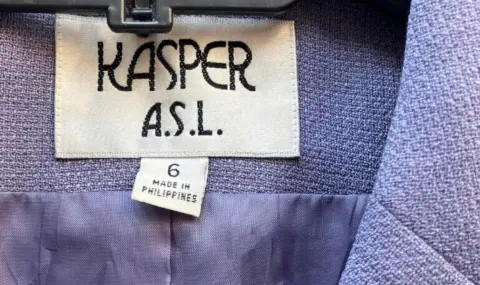 KASPER
A.S.L.
6
MADE IN
PHILIPPINES